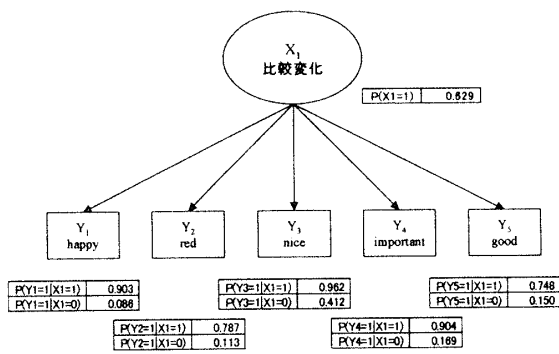 X1
比較変化
P(X1=1) 0.629
Y1
happy
Y2
red
Y3
nice
Y4
important
Y5
good
P(Y1=1|X1=1) 0.903
P(Y1=1|X1=0) 0.086
P(Y3=1|X1=1) 0.962
P(Y3=1|X1=0) 0.412
P(Y5=1|X1=1) 0.748
P(Y5=1|X1=0) 0.150
P(Y2=1|X1=1) 0.787
P(Y2=1|X1=0) 0.113
P(Y4=1|X1=1) 0.904
P(Y4=1|X1=0) 0.169